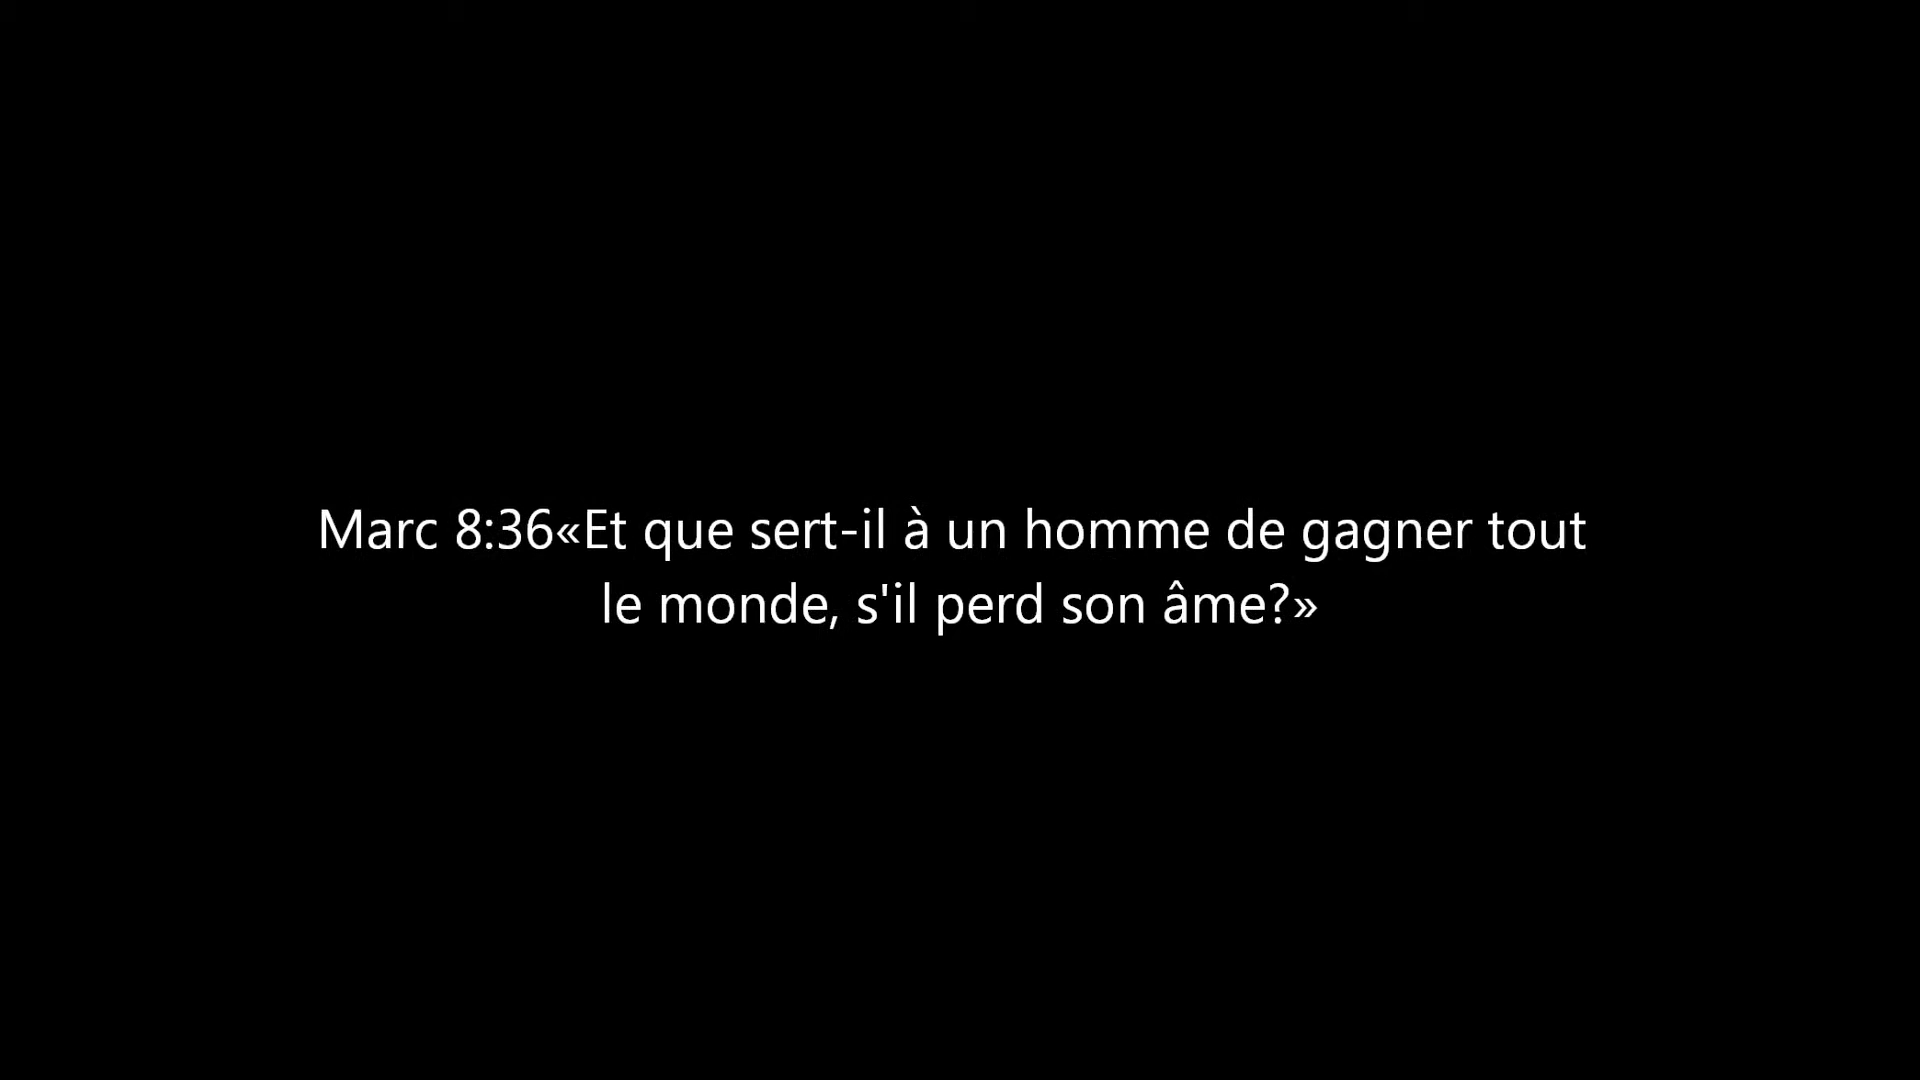 Marc 8:36«Et que sert-il à un homme de gagner tout
le monde, s'il perd son âme?»